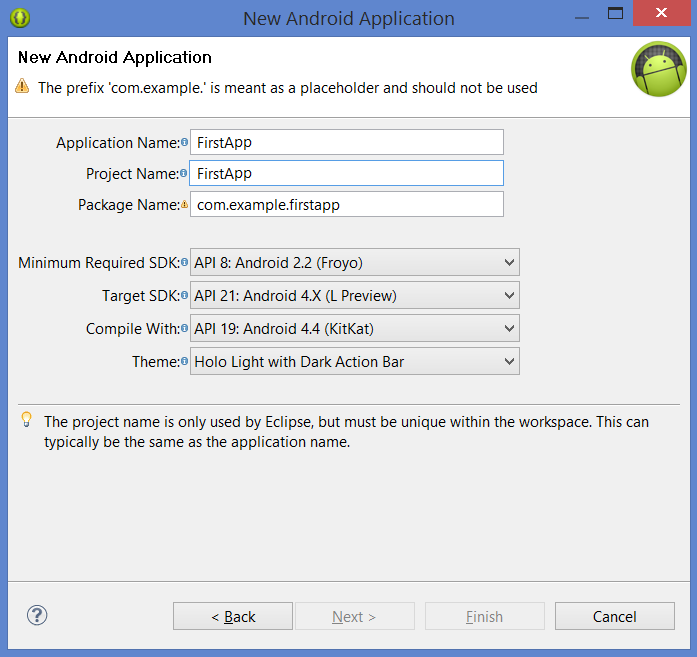 New Android Application
New Android Application
The prefix 'com.example.' is meant as a placeholder and should not be used
Application Name: FirstApp
Project Name: FirstApp
Package Name: com.example.firstapp
Minimum Required SDK: API 8: Android 2.2 (Froyo)
Target SDK: API 21: Android 4.X (L Preview)
Compile With: API 19: Android 4.4 (KitKat)
Theme: Holo Light with Dark Action Bar
The project name is only used by Eclipse, but must be unique within the workspace. This can
typically be the same as the application name.
? < Back Next > Finish Cancel